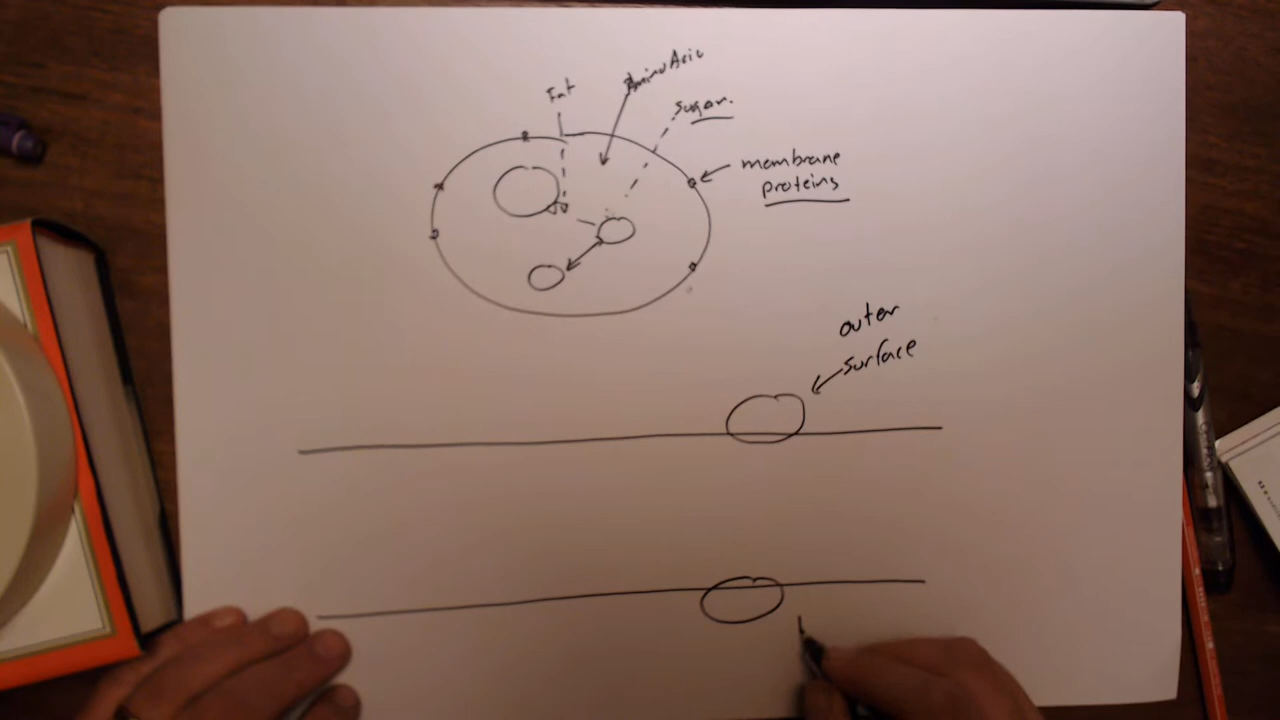 Fat
Amino Acid
Sugar.
membrane
proteins
outer
surface